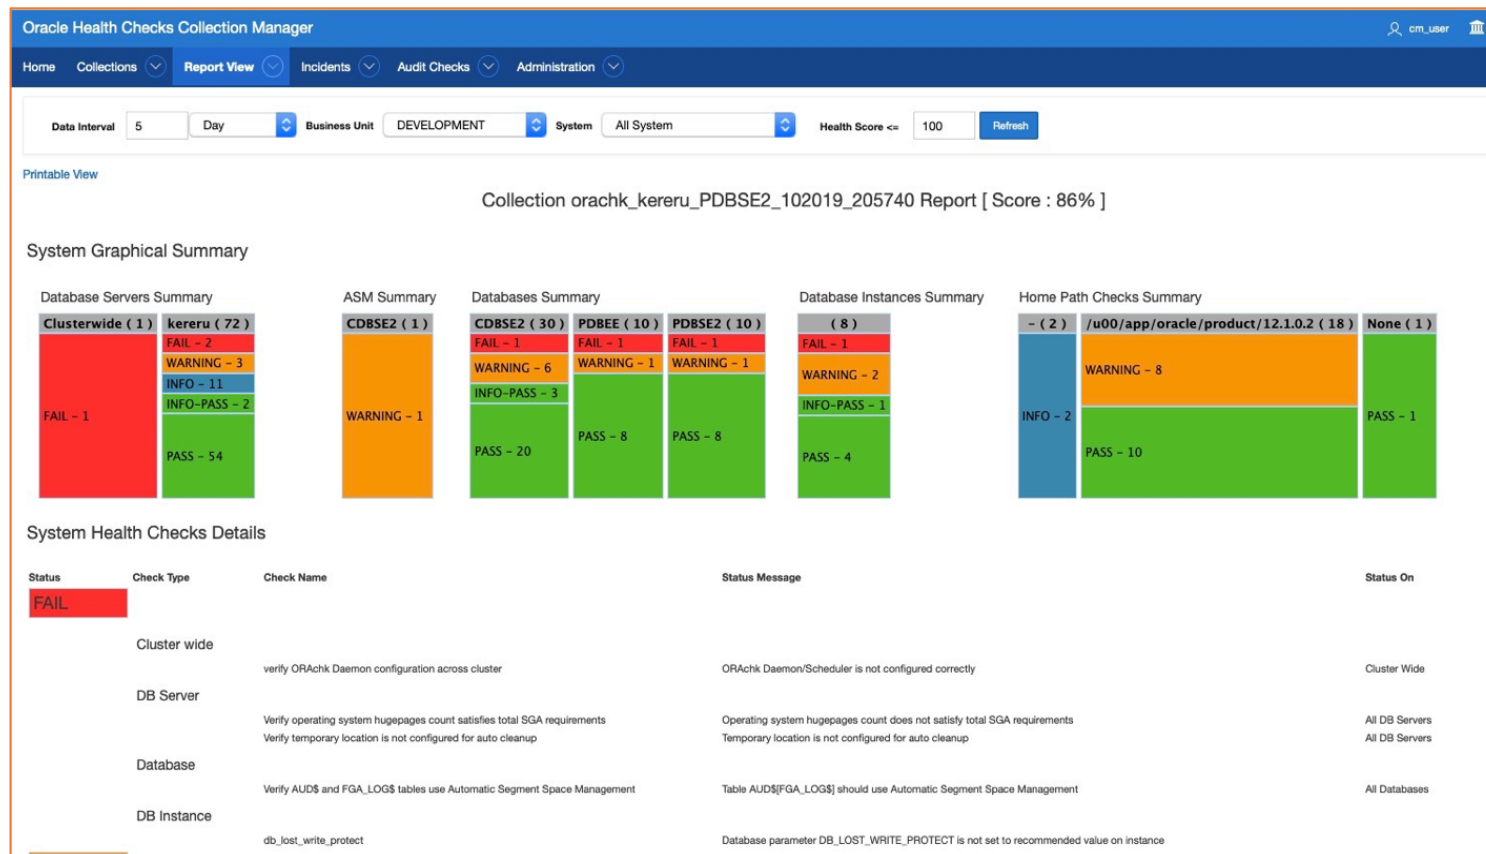 Oracle Health Checks Collection Manager
cm_user
Home Collections Report View Incidents Audit Checks Administration
Data Interval 5 Day Business Unit DEVELOPMENT System All System Health Score <= 100 Refresh
Printable View
Collection orachk_kereru_PDBSE2_102019_205740 Report [ Score : 86% ]
System Graphical Summary
Database Servers Summary
Clusterwide ( 1 ) kereru ( 72 )
FAIL - 1
FAIL - 2
WARNING - 3
INFO - 11
INFO-PASS - 2
PASS - 54
ASM Summary
CDBSE2 ( 1 )
WARNING - 1
Databases Summary
CDBSE2 ( 30 ) PDBEE ( 10 ) PDBSE2 ( 10 )
FAIL - 1 FAIL - 1 FAIL - 1
WARNING - 6 WARNING - 1 WARNING - 1
INFO-PASS - 3
PASS - 20 PASS - 8 PASS - 8
Database Instances Summary
( 8 )
FAIL - 1
WARNING - 2
INFO-PASS - 1
PASS - 4
Home Path Checks Summary
- ( 2 ) /u00/app/oracle/product/12.1.0.2 ( 18 ) None ( 1 )
INFO - 2
WARNING - 8
PASS - 10
PASS - 1
System Health Checks Details
Status Check Type Check Name Status Message Status On
FAIL
Cluster wide
verify ORAchk Daemon configuration across cluster ORAchk Daemon/Scheduler is not configured correctly Cluster Wide
DB Server
Verify operating system hugepages count satisfies total SGA requirements Operating system hugepages count does not satisfy total SGA requirements All DB Servers
Verify temporary location is not configured for auto cleanup Temporary location is not configured for auto cleanup All DB Servers
Database
Verify AUD$ and FGA_LOG$ tables use Automatic Segment Space Management Table AUD$[FGA_LOG$] should use Automatic Segment Space Management All Databases
DB Instance
db_lost_write_protect Database parameter DB_LOST_WRITE_PROTECT is not set to recommended value on instance